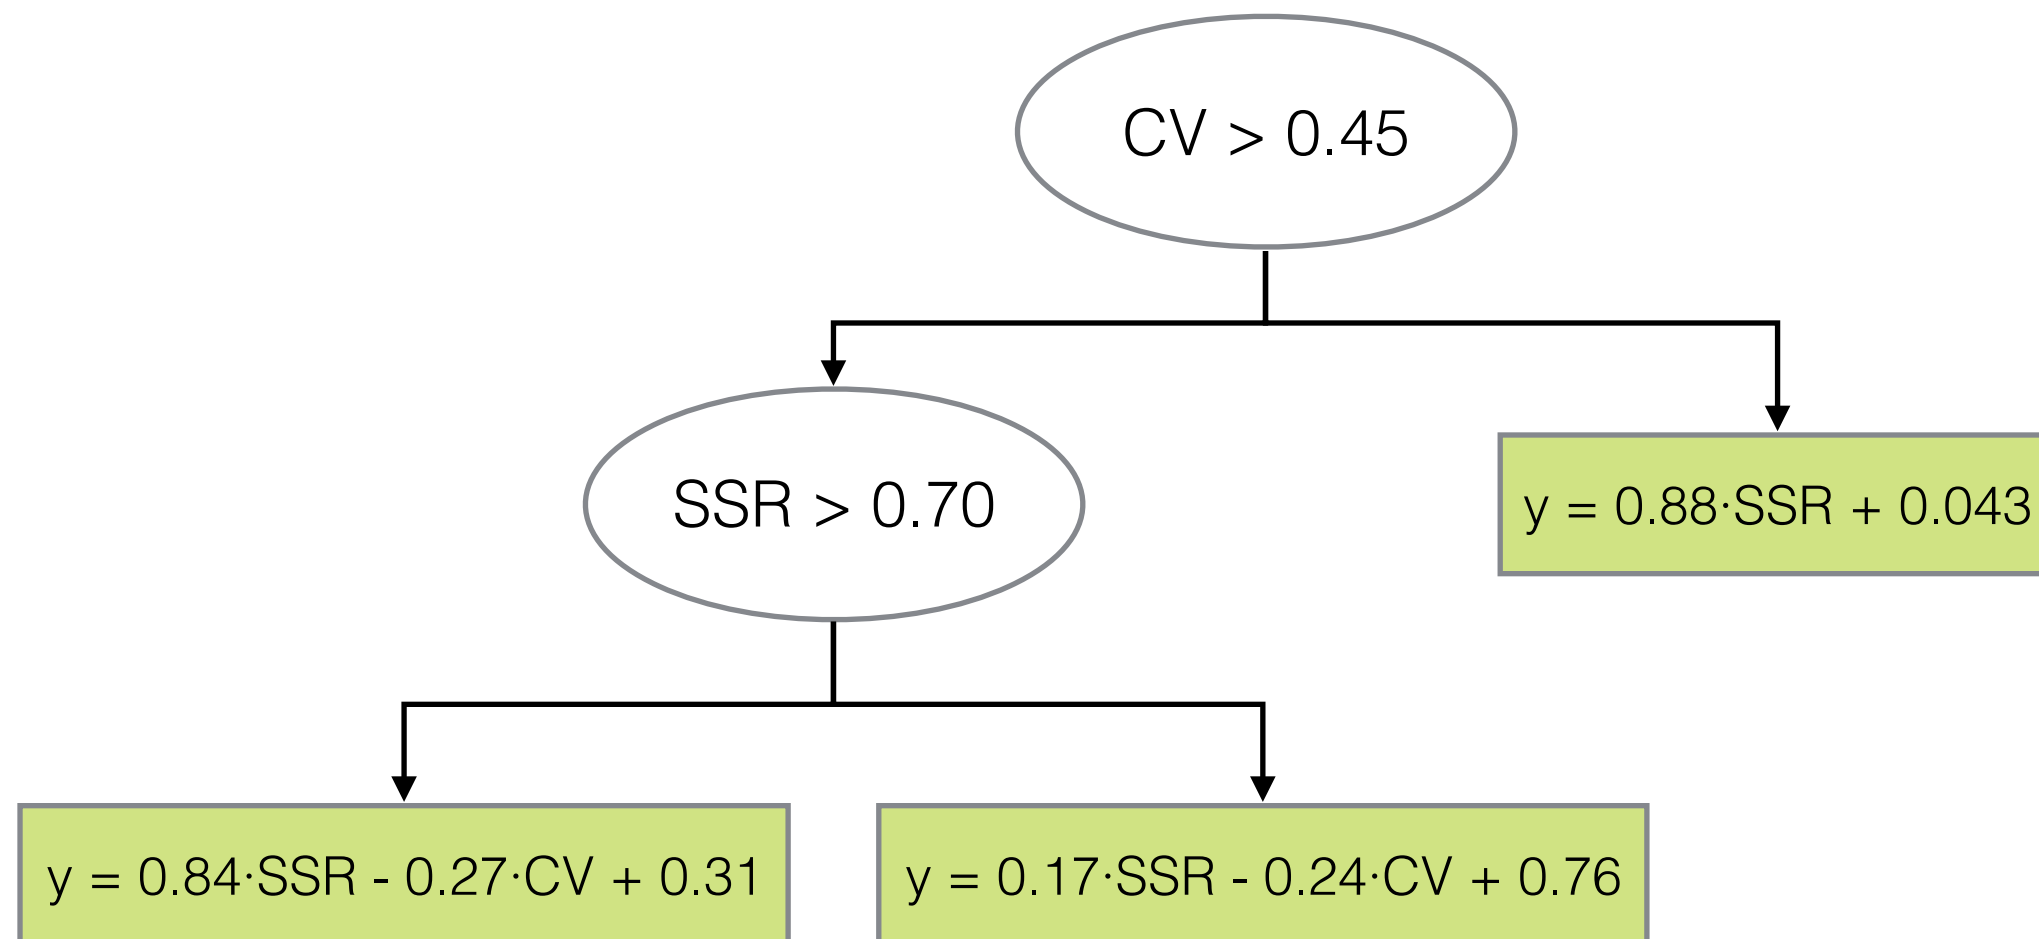 CV > 0.45
SSR > 0.70
y = 0.88·SSR + 0.043
y = 0.84·SSR - 0.27·CV + 0.31
y = 0.17·SSR - 0.24·CV + 0.76